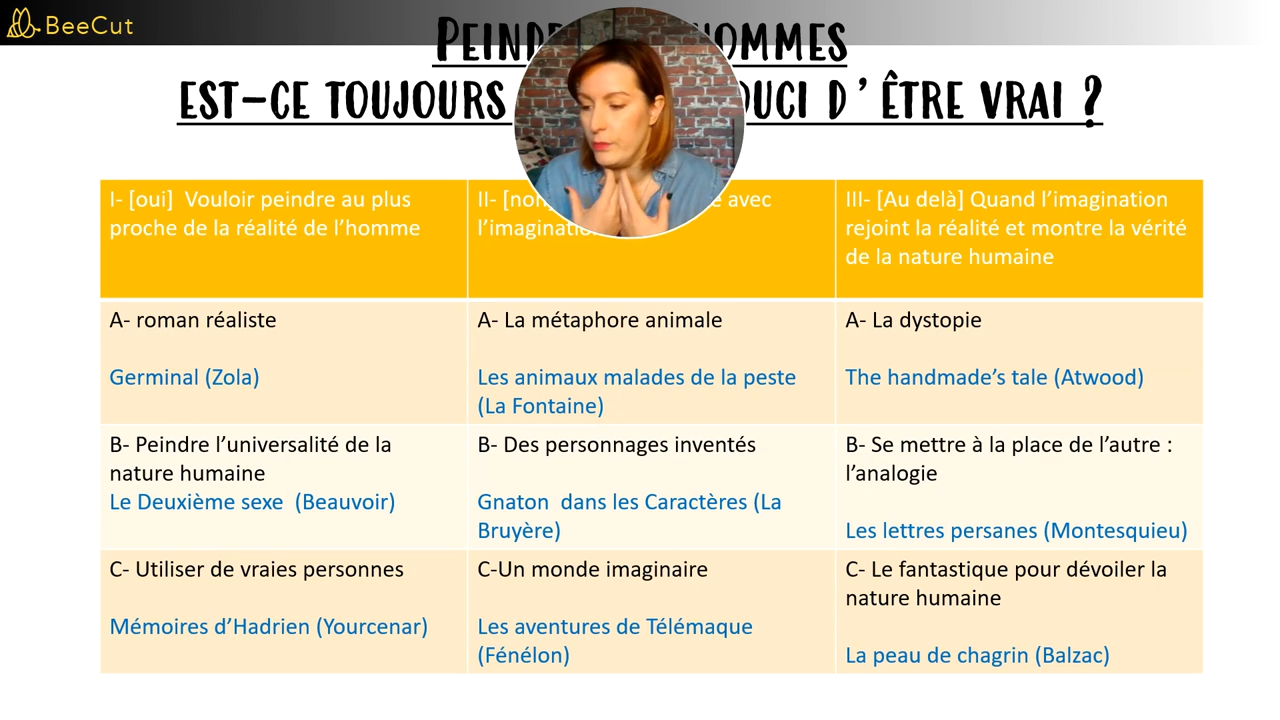 BeeCut
HOMMES
EST-CE TOUJOURS D'ÊTRE VRAI ?
I- [oui] Vouloir peindre au plus
proche de la réalité de l'homme
II- avec
III- [Au delà] Quand l'imagination
rejoint la réalité et montre la vérité
de la nature humaine
A- roman réaliste
Germinal (Zola)
A- La métaphore animale
Les animaux malades de la peste
(La Fontaine)
A- La dystopie
The handmade's tale (Atwood)
B- Peindre l'universalité de la
nature humaine
Le Deuxième sexe (Beauvoir)
B- Des personnages inventés
Gnaton dans les Caractères (La
Bruyère)
B- Se mettre à la place de l'autre :
l'analogie
Les lettres persanes (Montesquieu)
C- Utiliser de vraies personnes
Mémoires d'Hadrien (Yourcenar)
C-Un monde imaginaire
Les aventures de Télémaque
(Fénélon)
C- Le fantastique pour dévoiler la
nature humaine
La peau de chagrin (Balzac)